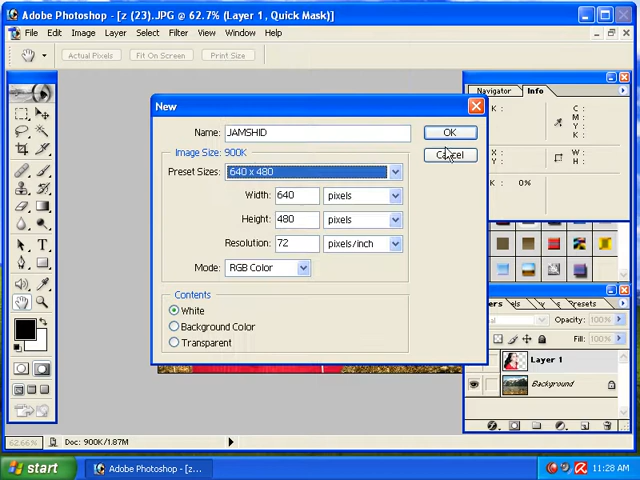 Adobe Photoshop - [z (23).JPG @ 62.7% (Layer 1 , Quick Mask)]
File Edit Image Layer Select Filter View Window Help
Actual Pixels Fit On Screen Print Size
Navigator Info
New
K : C :
M :
Y :
K :
Name: JAMSHID OK
Image Size: 900K Cancel
X :
Y :
Preset Sizes: 640 x 480
K : 0%
Width: 640 pixels
Height: 480 pixels
Resolution: 72 pixels/inch
Mode: RGB Color
Contents
White
Background Color
Transparent
ers Presets
Opacity: 100%
Fill: 100%
Layer 1
Background
62.66% Doc: 900K/1.87M
start Adobe Photoshop - [z... 11:28 AM